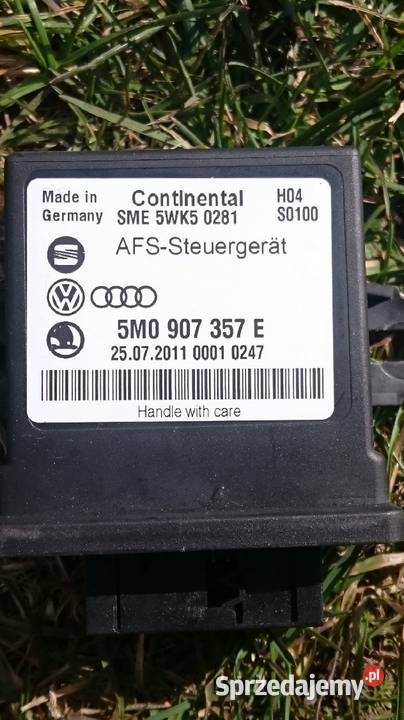 Made in
Germany
Continental
SME 5WK5 0281
H04
S0100
AFS-Steuergerät
5M0 907 357 E
25.07.2011 0001 0247
Handle with care
Sprzedajemy.pl